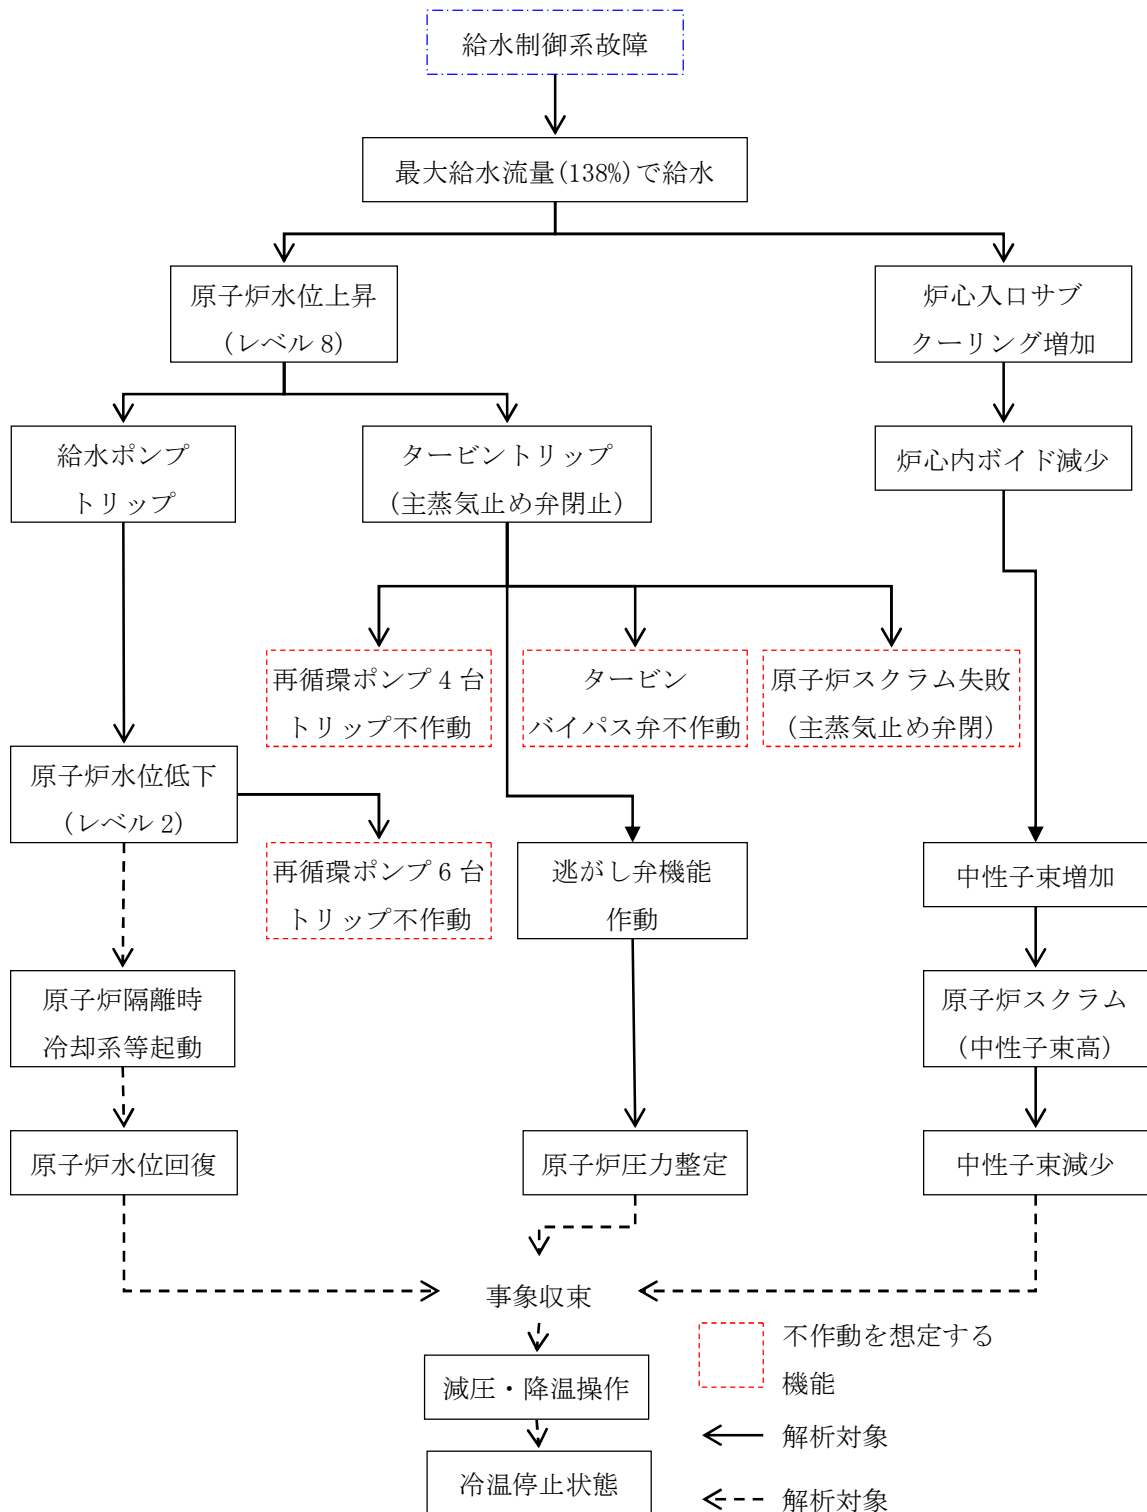 給水制御系故障
最大給水流量(138%)で給水
原子炉水位上昇
(レベル 8)
炉心入口サブ
クーリング増加
給水ポンプ
トリップ
タービントリップ
(主蒸気止め弁閉止)
炉心内ボイド減少
再循環ポンプ 4 台
トリップ不作動
タービン
バイパス弁不作動
原子炉スクラム失敗
(主蒸気止め弁閉)
原子炉水位低下
(レベル 2)
再循環ポンプ 6 台
トリップ不作動
逃がし弁機能
作動
中性子束増加
原子炉隔離時
冷却系等起動
原子炉スクラム
(中性子束高)
原子炉水位回復
原子炉圧力整定
中性子束減少
事象収束
不作動を想定する
機能
減圧・降温操作
解析対象
冷温停止状態
解析対象